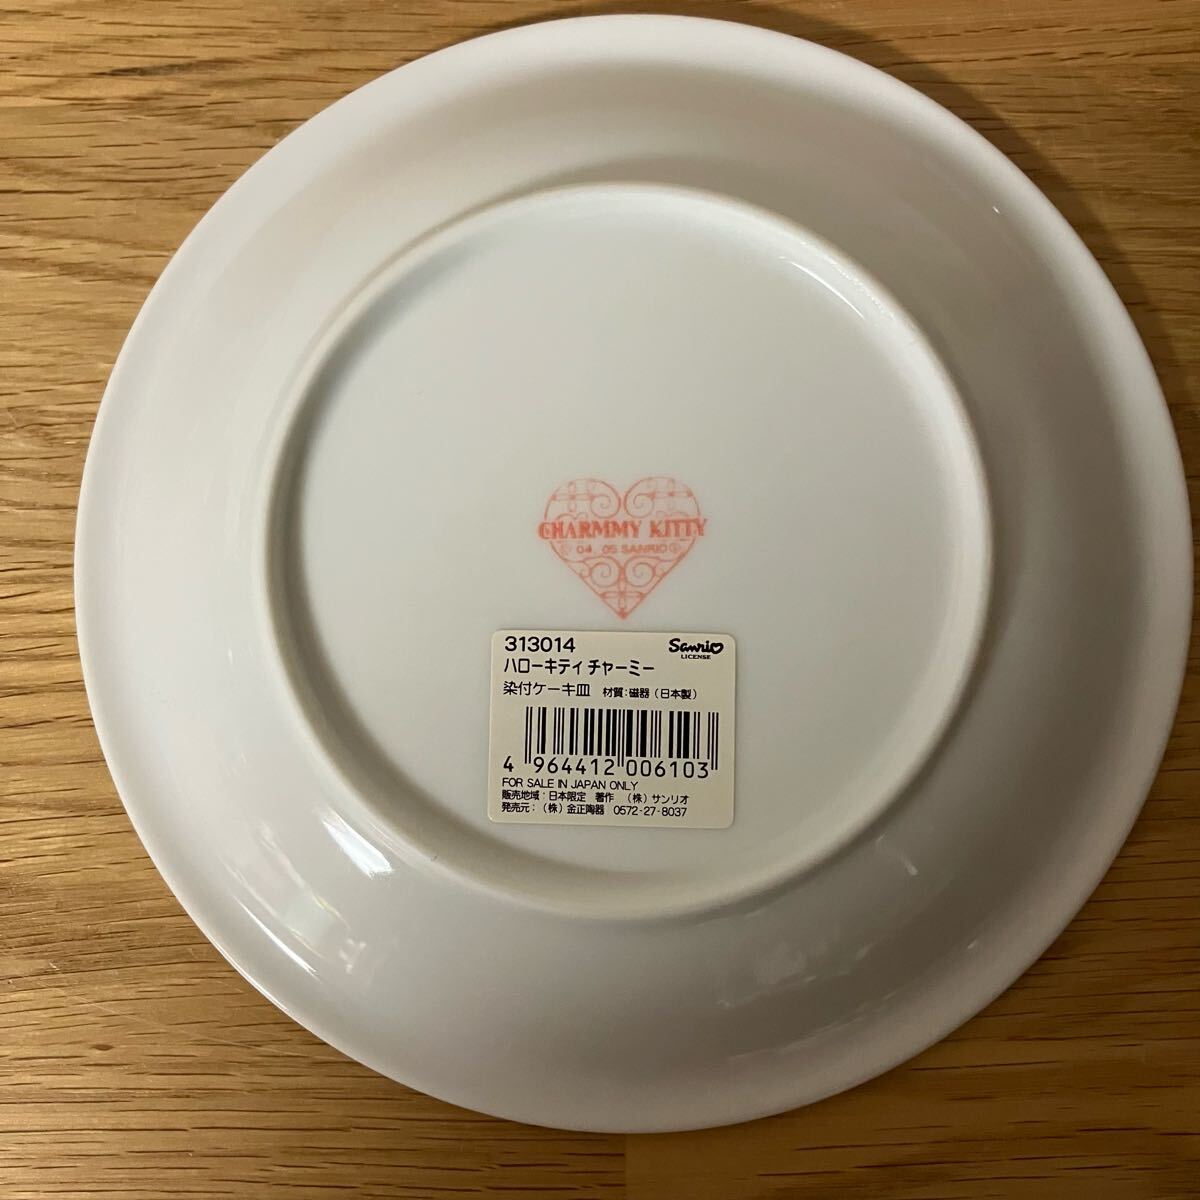 CHARMMY KITTY
© 04, 05 SANRIO Ⓛ
313014 Sanrio
LICENSE
ハローキティ チャーミー
染付ケーキ皿 材質:磁器(日本製)
4 964412 006103
FOR SALE IN JAPAN ONLY
販売地域:日本限定 著作 (株)サンリオ
発売元:(株)金正陶器 0572-27-8037